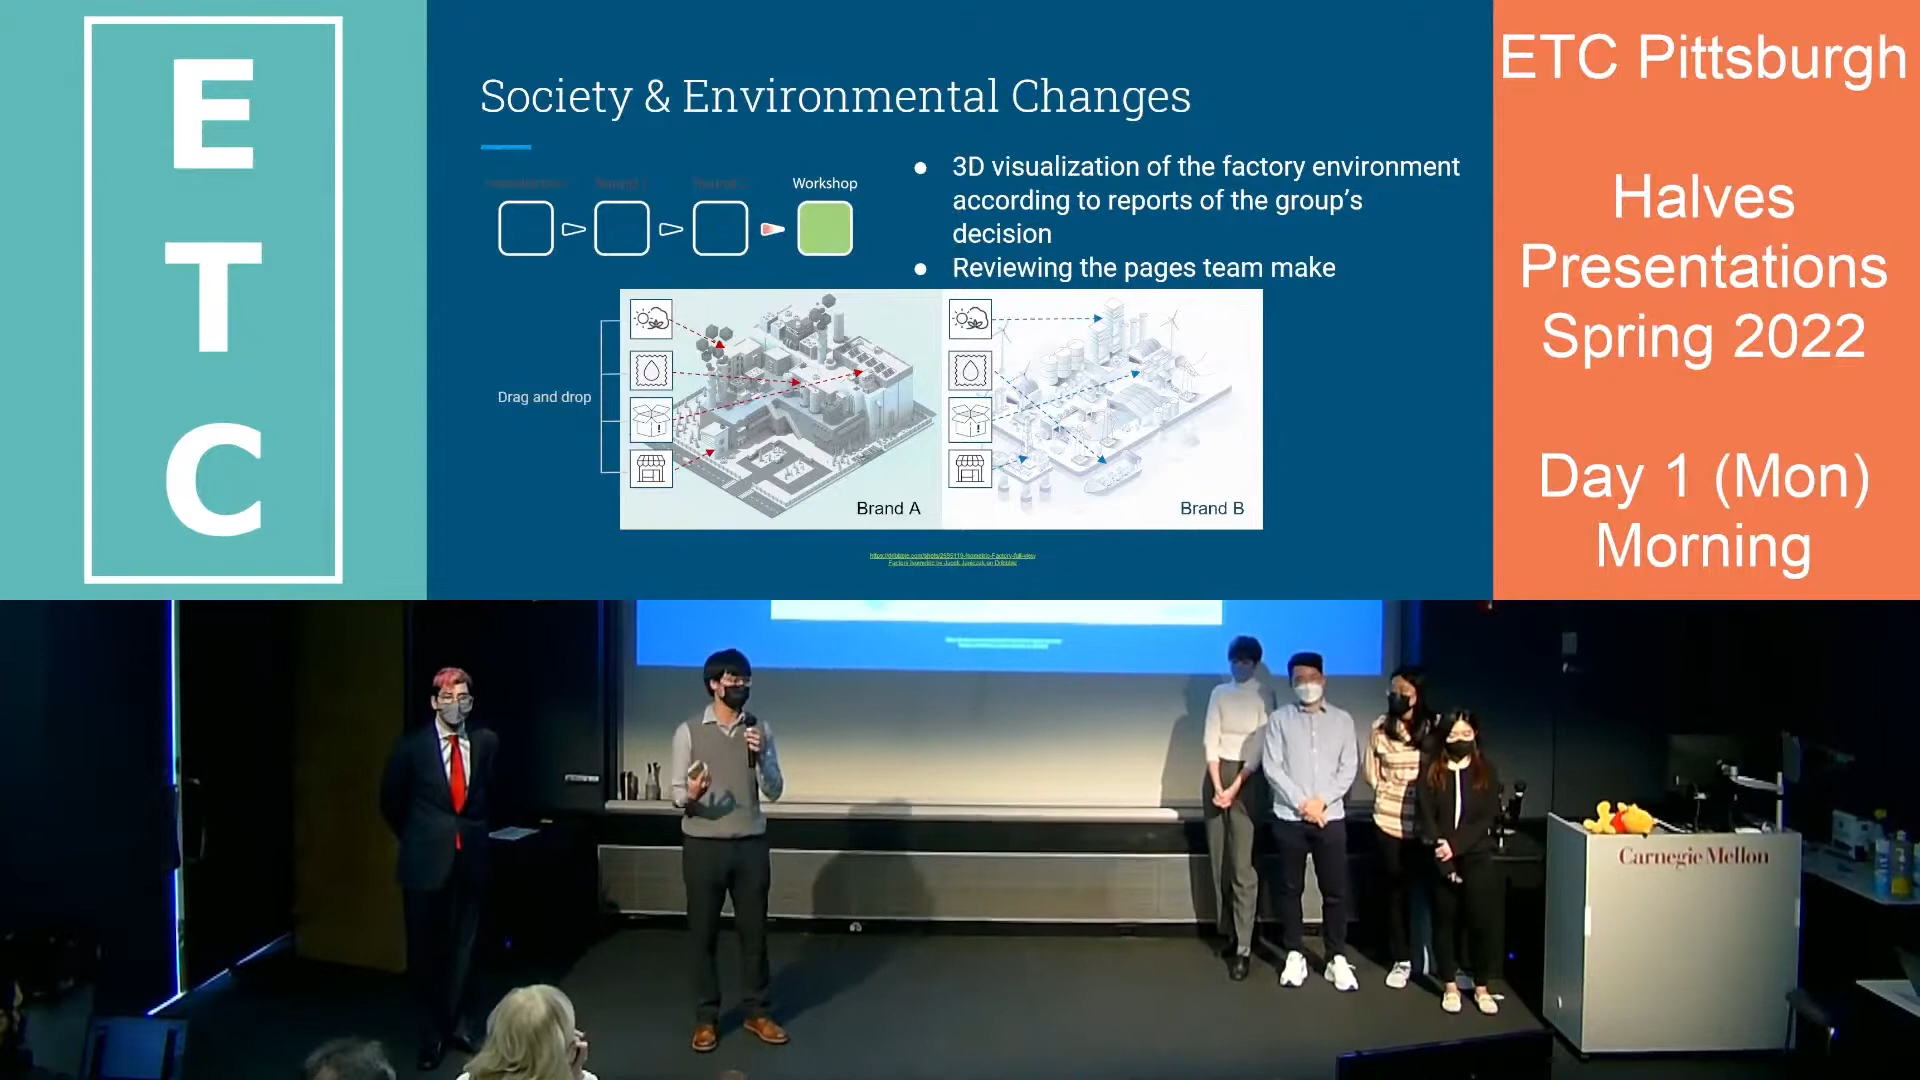 E
T
C
Society & Environmental Changes
Workshop
● 3D visualization of the factory environment
according to reports of the group's
decision
● Reviewing the pages team make
Drag and drop
Brand A
Brand B
ETC Pittsburgh
Halves
Presentations
Spring 2022
Day 1 (Mon)
Morning
Carnegie Mellon